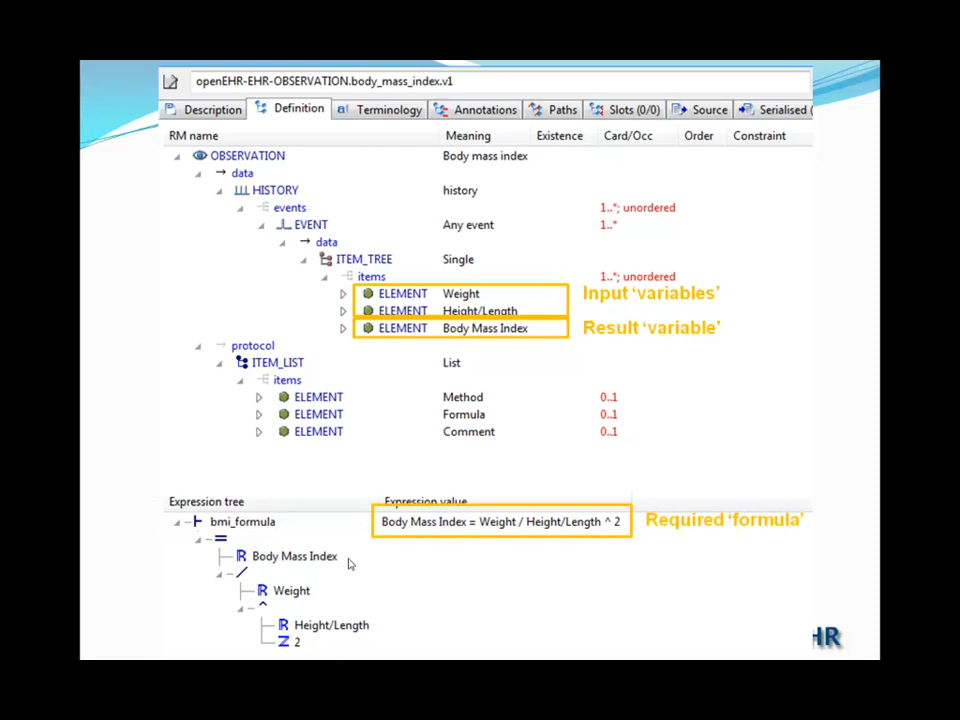 openEHR-EHR-OBSERVATION.body_mass_index.v1
Description Definition Terminology Annotations Paths Slots (0/0) Source Serialised (
RM name Meaning Existence Card/Occ Order Constraint
OBSERVATION Body mass index
data
HISTORY history
events 1..*; unordered
EVENT Any event 1..*
data
ITEM_TREE Single
items 1..*; unordered
ELEMENT Weight Input ‘variables’
ELEMENT Height/Length
ELEMENT Body Mass Index Result ‘variable’
protocol
ITEM_LIST List
items
ELEMENT Method 0..1
ELEMENT Formula 0..1
ELEMENT Comment 0..1
Expression tree Expression value
bmi_formula Body Mass Index = Weight / Height/Length ^ 2 Required ‘formula’
=
R Body Mass Index
/
R Weight
^
R Height/Length
Z 2
HR